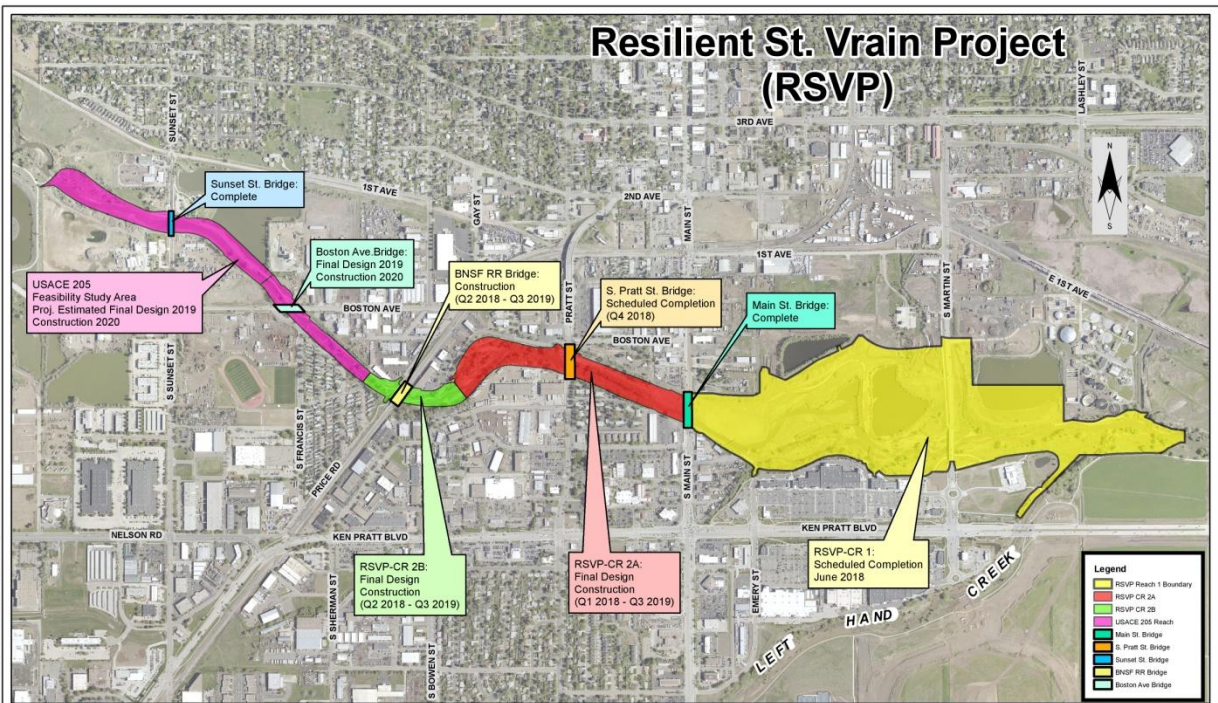 Resilient St. Vrain Project
(RSVP)
SUNSET ST
LASHLEY ST
3RD AVE
N
S
1ST AVE
2ND AVE
GAY ST
MAIN ST
Sunset St. Bridge:
Complete
Boston Ave.Bridge:
Final Design 2019
Construction 2020
BNSF RR Bridge:
Construction
(Q2 2018 - Q3 2019)
S. Pratt St. Bridge:
Scheduled Completion
(Q4 2018)
Main St. Bridge:
Complete
1ST AVE
E 1ST AVE
PRATT ST
S MARTIN ST
USACE 205
Feasibility Study Area
Proj. Estimated Final Design 2019
Construction 2020
BOSTON AVE
BOSTON AVE
S SUNSET ST
S FRANCIS ST
PRICE RD
S MAIN ST
NELSON RD
KEN PRATT BLVD
KEN PRATT BLVD
RSVP-CR 2B:
Final Design
Construction
(Q2 2018 - Q3 2019)
RSVP-CR 2A:
Final Design
Construction
(Q1 2018 - Q3 2019)
RSVP-CR 1:
Scheduled Completion
June 2018
S SHERMAN ST
S BOWEN ST
EMERY ST
LEFT HAND CREEK
Legend
RSVP Reach 1 Boundary
RSVP CR 2A
RSVP CR 2B
USACE 205 Reach
Main St. Bridge
S. Pratt St. Bridge
Sunset St. Bridge
BNSF RR Bridge
Boston Ave Bridge